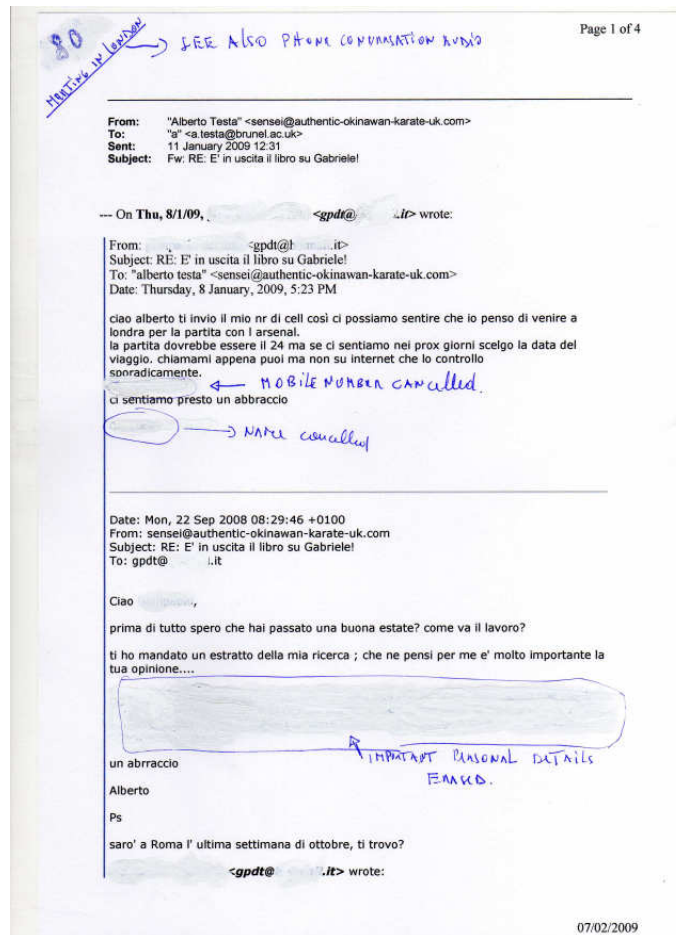 80
MEETING IN LONDON → SEE ALSO PHONE CONVERSATION AUDIO
Page 1 of 4
From: "Alberto Testa" <sensei@authentic-okinawan-karate-uk.com>
To: "a" <a.testa@brunel.ac.uk>
Sent: 11 January 2009 12:31
Subject: Fw: RE: E' in uscita il libro su Gabriele!
--- On Thu, 8/1/09, <gpdt@ .it> wrote:
From: <gpdt@ .it>
Subject: RE: E' in uscita il libro su Gabriele!
To: "alberto testa" <sensei@authentic-okinawan-karate-uk.com>
Date: Thursday, 8 January, 2009, 5:23 PM
ciao alberto ti invio il mio nr di cell così ci possiamo sentire che io penso di venire a
londra per la partita con l arsenal.
la partita dovrebbe essere il 24 ma se ci sentiamo nei prox giorni scelgo la data del
viaggio. chiamami appena puoi ma non su internet che lo controllo
sporadicamente.
← MOBILE NUMBER CANCELLED.
ci sentiamo presto un abbraccio
→ NAME cancelled
Date: Mon, 22 Sep 2008 08:29:46 +0100
From: sensei@authentic-okinawan-karate-uk.com
Subject: RE: E' in uscita il libro su Gabriele!
To: gpdt@ .it
Ciao ,
prima di tutto spero che hai passato una buona estate? come va il lavoro?
ti ho mandato un estratto della mia ricerca ; che ne pensi per me e' molto importante la
tua opinione....
IMPORTANT PERSONAL DETAILS
ERASED.
un abrraccio
Alberto
Ps
saro' a Roma l' ultima settimana di ottobre, ti trovo?
<gpdt@ .it> wrote:
07/02/2009